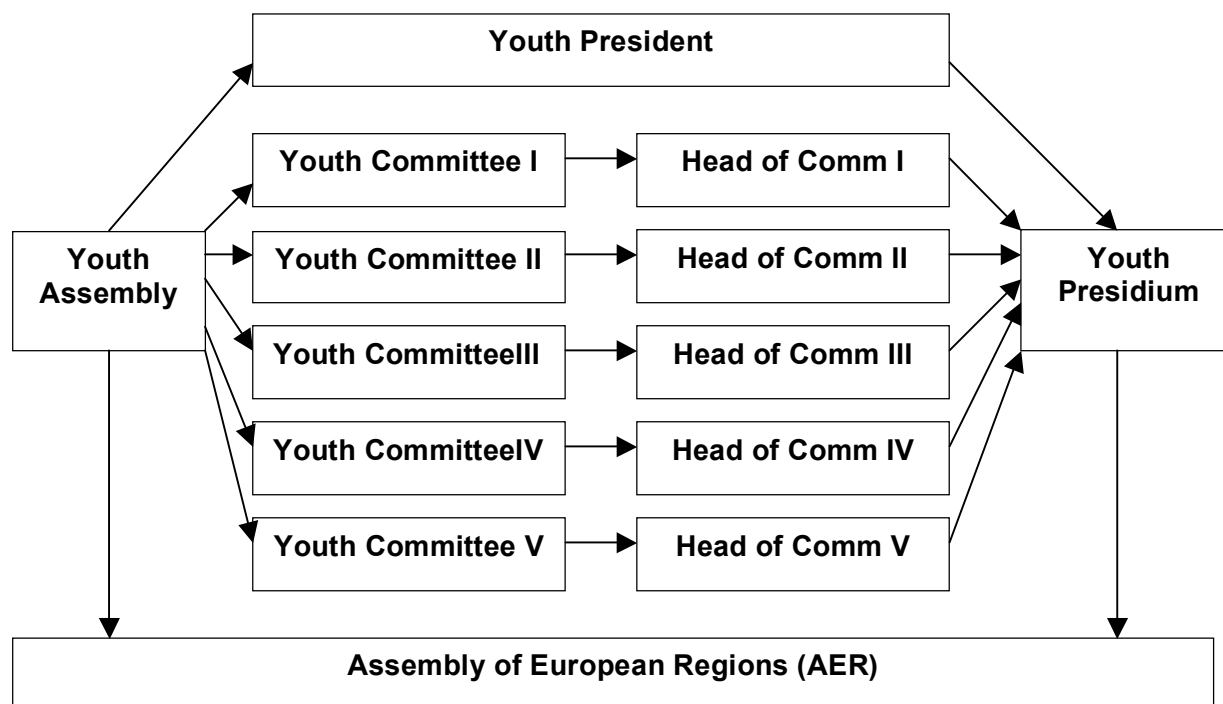 Youth President
Youth Committee I
Head of Comm I
Youth
Assembly
Youth Committee II
Head of Comm II
Youth
Presidium
Youth CommitteeIII
Head of Comm III
Youth CommitteeIV
Head of Comm IV
Youth Committee V
Head of Comm V
Assembly of European Regions (AER)